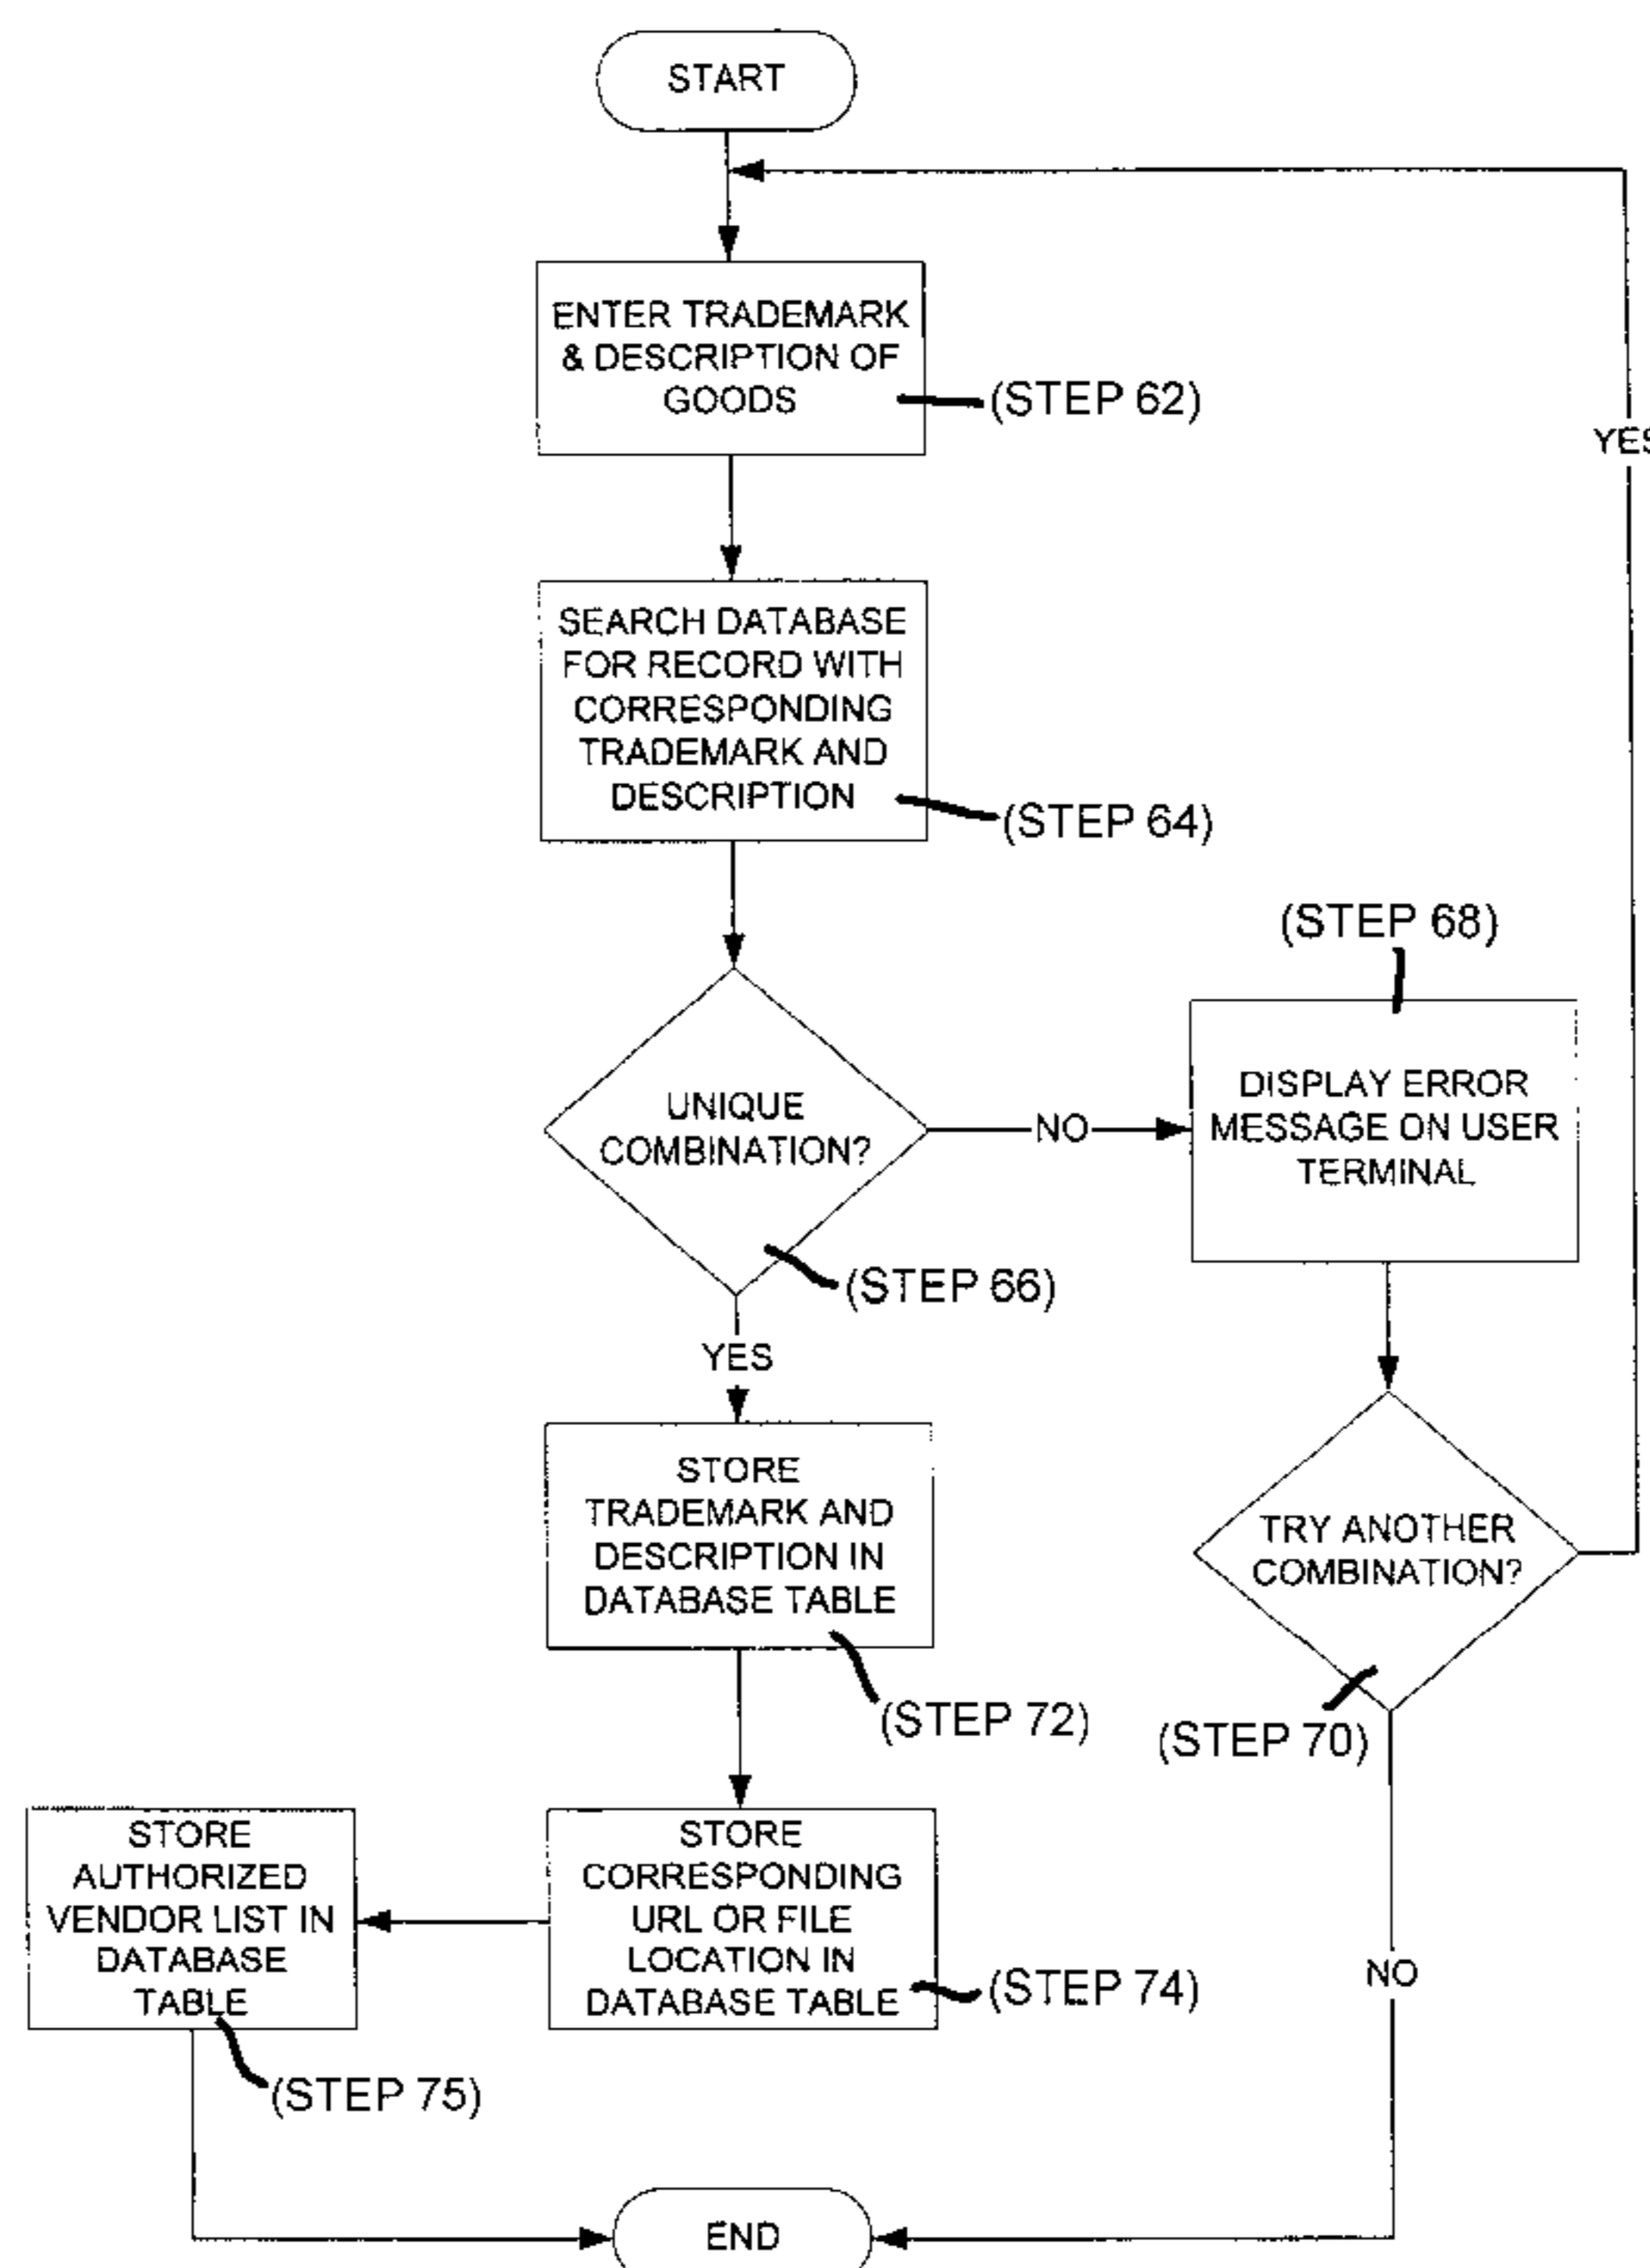 START
ENTER TRADEMARK
& DESCRIPTION OF
GOODS
(STEP 62)
YES
SEARCH DATABASE
FOR RECORD WITH
CORRESPONDING
TRADEMARK AND
DESCRIPTION
(STEP 64)
(STEP 68)
UNIQUE
COMBINATION?
NO
DISPLAY ERROR
MESSAGE ON USER
TERMINAL
(STEP 66)
YES
STORE
TRADEMARK AND
DESCRIPTION IN
DATABASE TABLE
(STEP 72)
TRY ANOTHER
COMBINATION?
(STEP 70)
STORE
AUTHORIZED
VENDOR LIST IN
DATABASE
TABLE
(STEP 75)
STORE
CORRESPONDING
URL OR FILE
LOCATION IN
DATABASE TABLE
(STEP 74)
NO
END